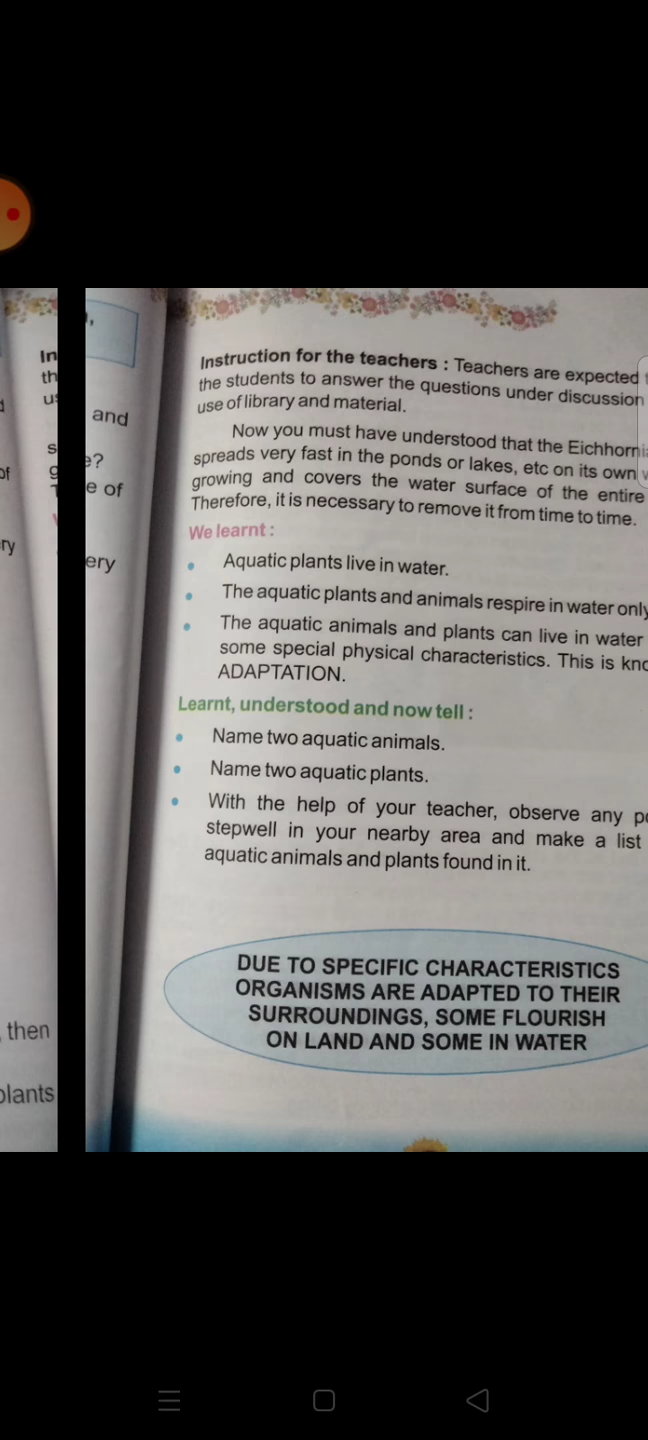 In
th
us
s
g
of
ry
then
plants
and
e?
e of
ery
Instruction for the teachers : Teachers are expected
the students to answer the questions under discussion
use of library and material.
Now you must have understood that the Eichhorni
spreads very fast in the ponds or lakes, etc on its own
growing and covers the water surface of the entire
Therefore, it is necessary to remove it from time to time.
We learnt :
Aquatic plants live in water.
The aquatic plants and animals respire in water only
The aquatic animals and plants can live in water
some special physical characteristics. This is kno
ADAPTATION.
Learnt, understood and now tell :
Name two aquatic animals.
Name two aquatic plants.
With the help of your teacher, observe any po
stepwell in your nearby area and make a list
aquatic animals and plants found in it.
DUE TO SPECIFIC CHARACTERISTICS
ORGANISMS ARE ADAPTED TO THEIR
SURROUNDINGS, SOME FLOURISH
ON LAND AND SOME IN WATER